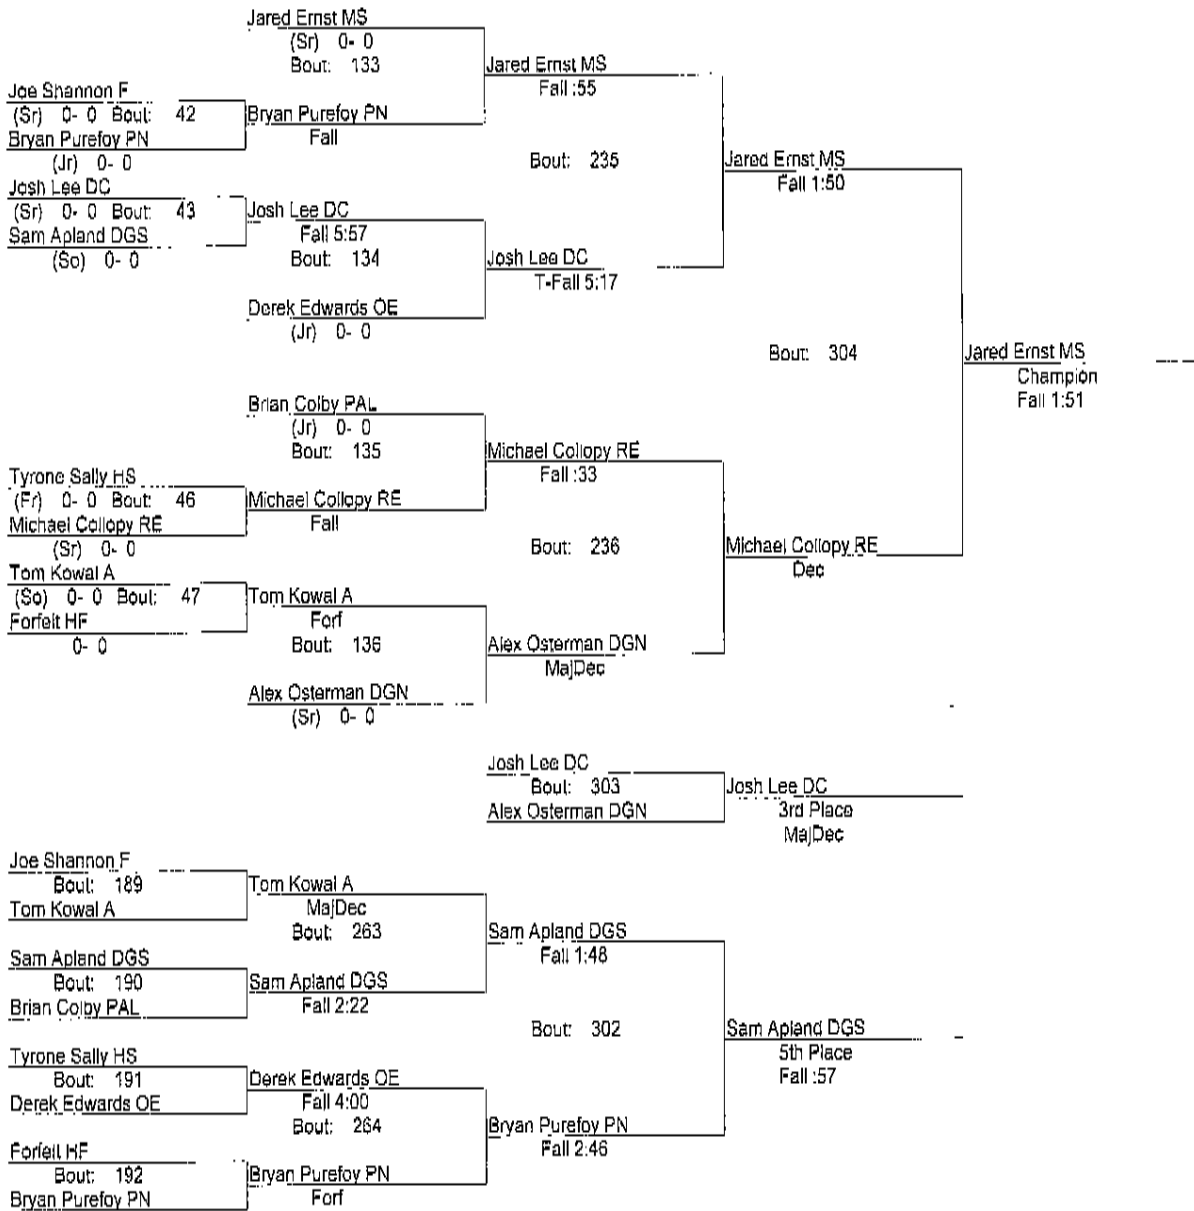 Jared Ernst MS
(Sr) 0- 0
Bout: 133
Jared Ernst MS
Fall :55
Joe Shannon F
(Sr) 0- 0 Bout: 42
Bryan Purefoy PN
Fall
Bryan Purefoy PN
(Jr) 0- 0
Bout: 235
Jared Ernst MS
Fall 1:50
Josh Lee DC
(Sr) 0- 0 Bout: 43
Josh Lee DC
Fall 5:57
Sam Apland DGS
(So) 0- 0
Bout: 134
Josh Lee DC
T-Fall 5:17
Derek Edwards OE
(Jr) 0- 0
Bout: 304
Jared Ernst MS
Champion
Fall 1:51
Brian Colby PAL
(Jr) 0- 0
Bout: 135
Michael Collopy RE
Fall :33
Tyrone Sally HS
(Fr) 0- 0 Bout: 46
Michael Collopy RE
Fall
Michael Collopy RE
(Sr) 0- 0
Bout: 236
Michael Collopy RE
Dec
Tom Kowal A
(So) 0- 0 Bout: 47
Tom Kowal A
Forf
Forfeit HF
0- 0
Bout: 136
Alex Osterman DGN
MajDec
Alex Osterman DGN
(Sr) 0- 0
Josh Lee DC
Bout: 303
Alex Osterman DGN
Josh Lee DC
3rd Place
MajDec
Joe Shannon F
Bout: 189
Tom Kowal A
Tom Kowal A
MajDec
Bout: 263
Sam Apland DGS
Fall 1:48
Sam Apland DGS
Bout: 190
Brian Colby PAL
Sam Apland DGS
Fall 2:22
Bout: 302
Sam Apland DGS
5th Place
Fall :57
Tyrone Sally HS
Bout: 191
Derek Edwards OE
Derek Edwards OE
Fall 4:00
Bout: 264
Bryan Purefoy PN
Fall 2:46
Forfeit HF
Bout: 192
Bryan Purefoy PN
Bryan Purefoy PN
Forf